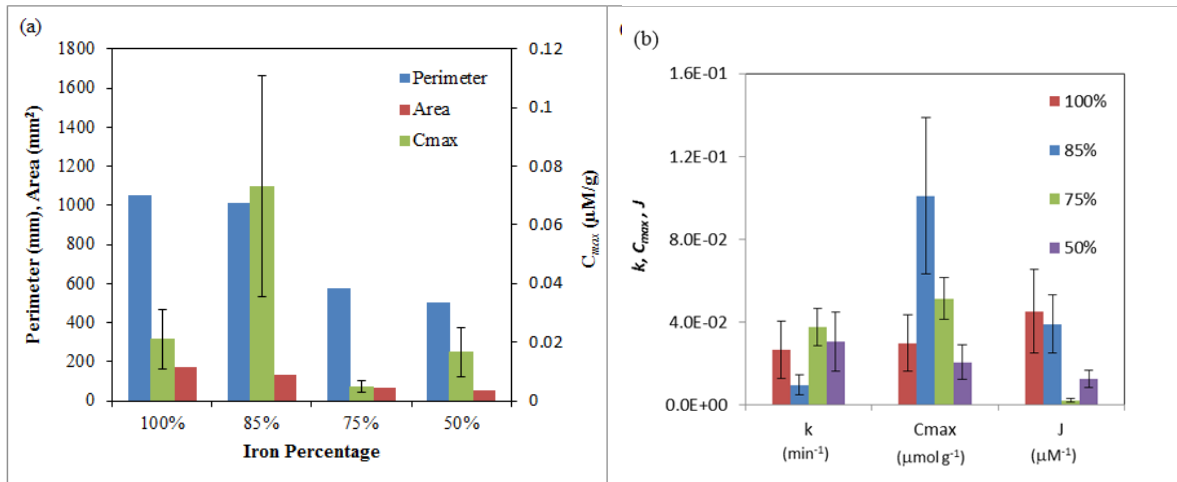 (a)
1800
1600
1400
1200
1000
800
600
400
200
0
Perimeter (mm), Area (mm²)
Perimeter
Area
Cmax
0.12
0.1
0.08
0.06
0.04
0.02
0
Cmax (µM/g)
100% 85% 75% 50%
Iron Percentage
(b)
1.6E-01
1.2E-01
8.0E-02
4.0E-02
0.0E+00
k, Cmax, J
100%
85%
75%
50%
k Cmax J
(min⁻¹) (µmol g⁻¹) (µM⁻¹)